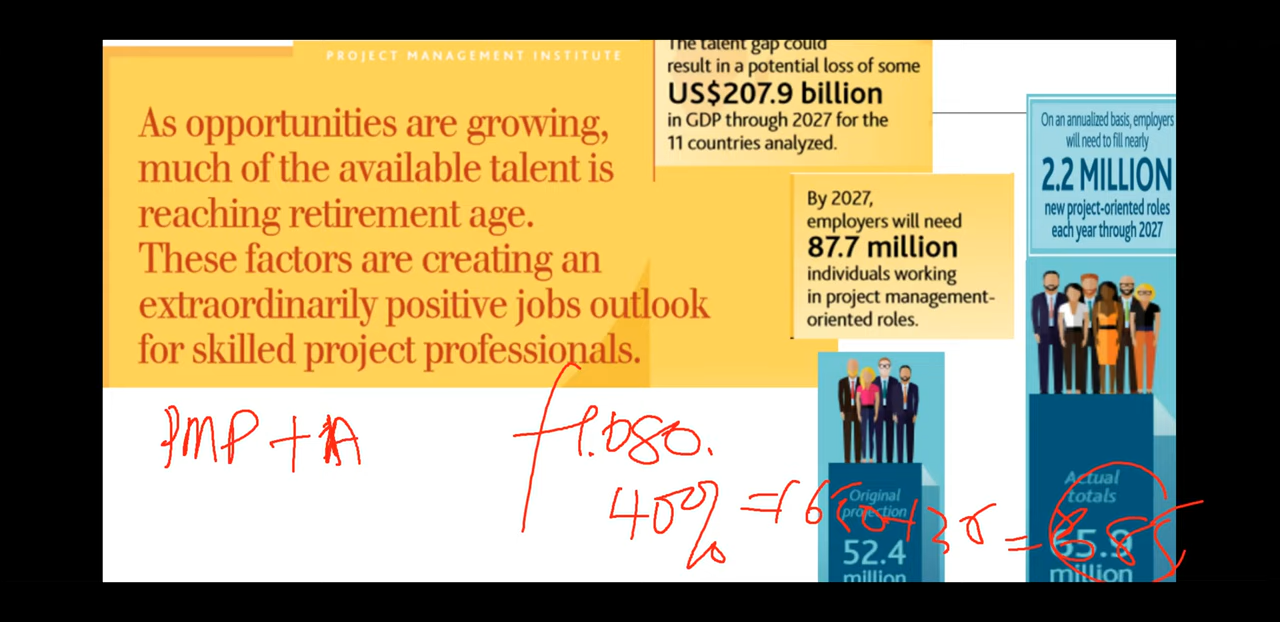 PROJECT MANAGEMENT INSTITUTE
As opportunities are growing,
much of the available talent is
reaching retirement age.
These factors are creating an
extraordinarily positive jobs outlook
for skilled project professionals.
The talent gap could
result in a potential loss of some
US$207.9 billion
in GDP through 2027 for the
11 countries analyzed.
By 2027,
employers will need
87.7 million
individuals working
in project management-
oriented roles.
On an annualized basis, employers
will need to fill nearly
2.2 MILLION
new project-oriented roles
each year through 2027
Original
projection
52.4
million
Actual
totals
65.9
million
PMP + A
1.080.
40% =